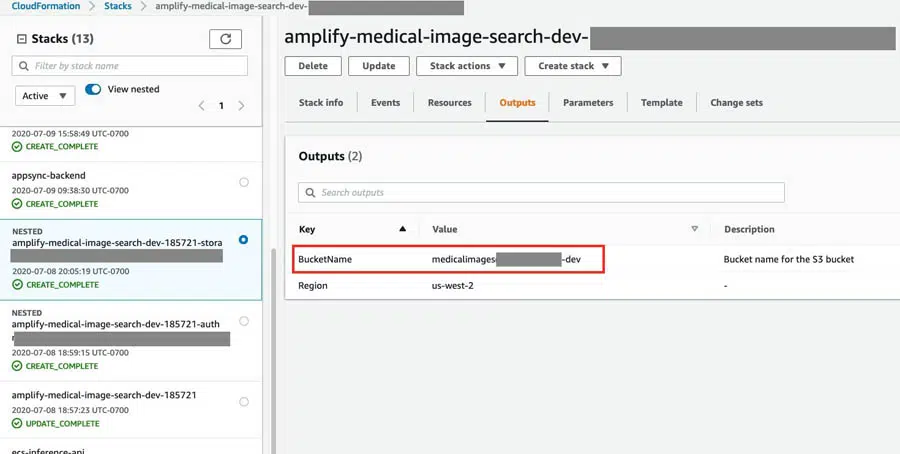 CloudFormation > Stacks > amplify-medical-image-search-dev-
Stacks (13)
Filter by stack name
Active
View nested
1
2020-07-09 15:58:49 UTC-0700
CREATE_COMPLETE
appsync-backend
2020-07-09 09:38:30 UTC-0700
CREATE_COMPLETE
NESTED
amplify-medical-image-search-dev-185721-stora
2020-07-08 20:05:19 UTC-0700
CREATE_COMPLETE
NESTED
amplify-medical-image-search-dev-185721-auth
2020-07-08 18:59:15 UTC-0700
CREATE_COMPLETE
amplify-medical-image-search-dev-185721
2020-07-08 18:57:23 UTC-0700
UPDATE_COMPLETE
ecs-inference-api
amplify-medical-image-search-dev-
Delete Update Stack actions Create stack
Stack info Events Resources Outputs Parameters Template Change sets
Outputs (2)
Search outputs
Key Value Description
BucketName medicalimages -dev Bucket name for the S3 bucket
Region us-west-2 -